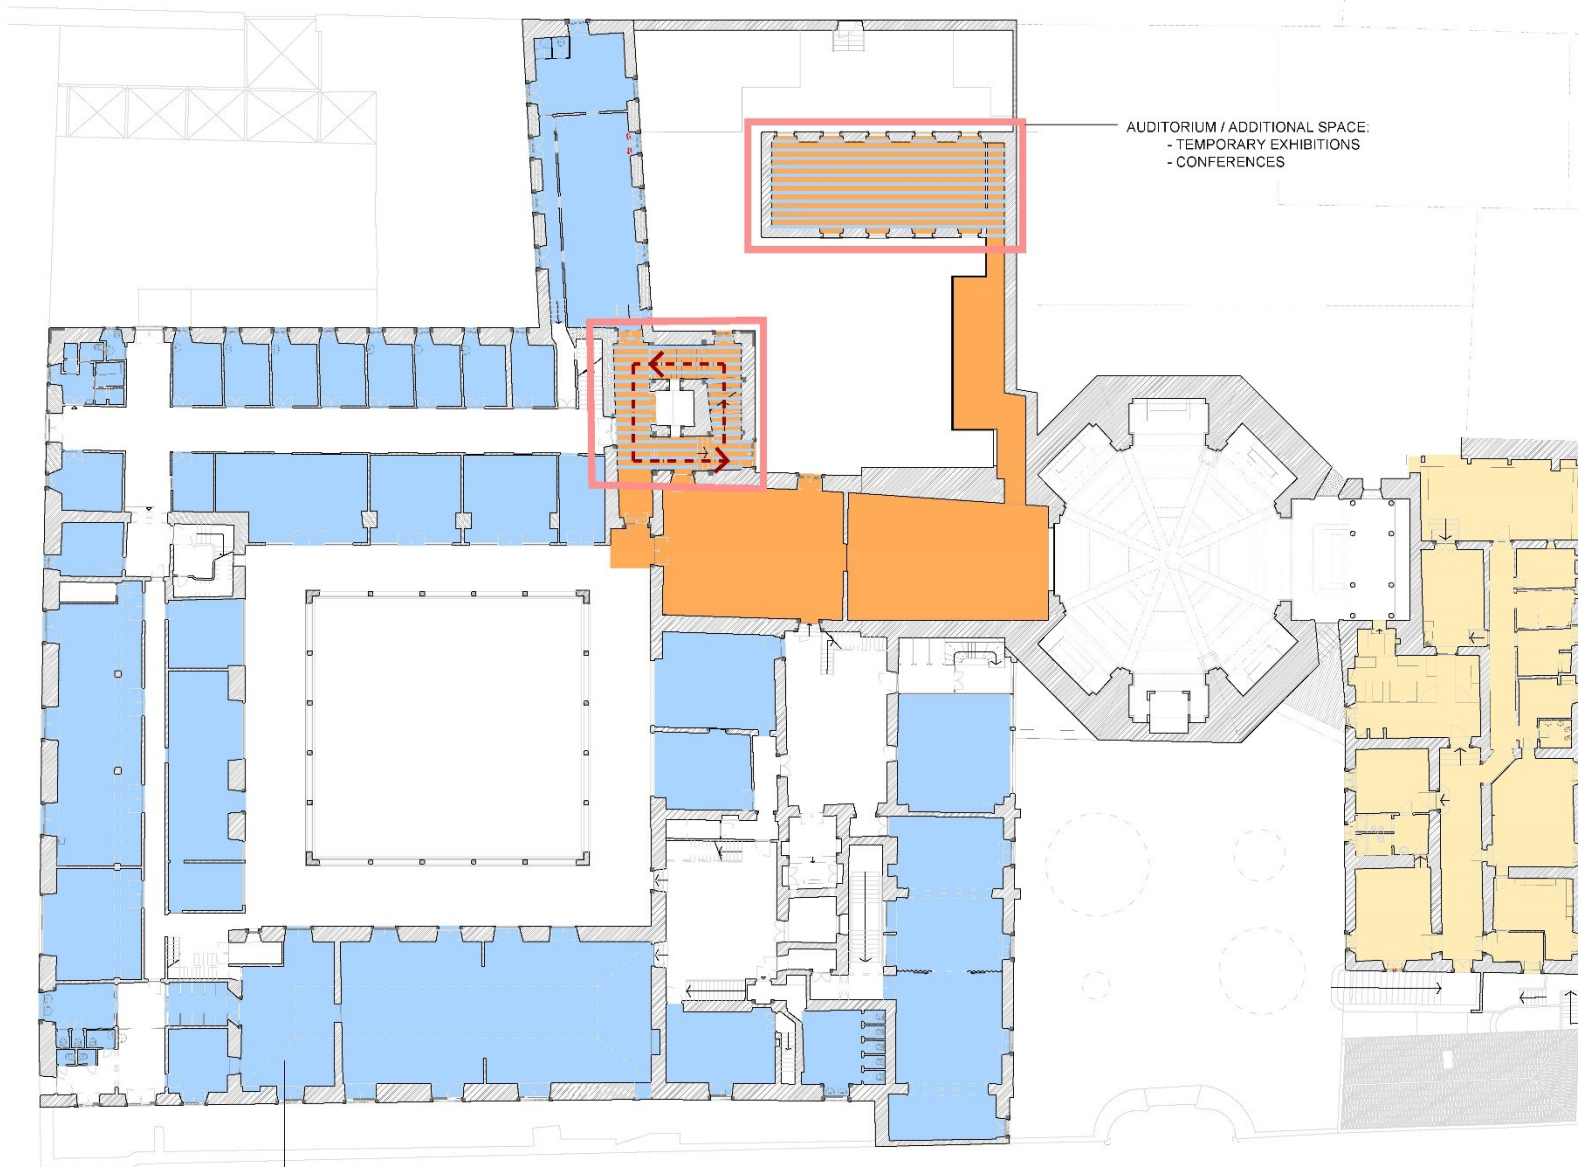 AUDITORIUM / ADDITIONAL SPACE:
- TEMPORARY EXHIBITIONS
- CONFERENCES